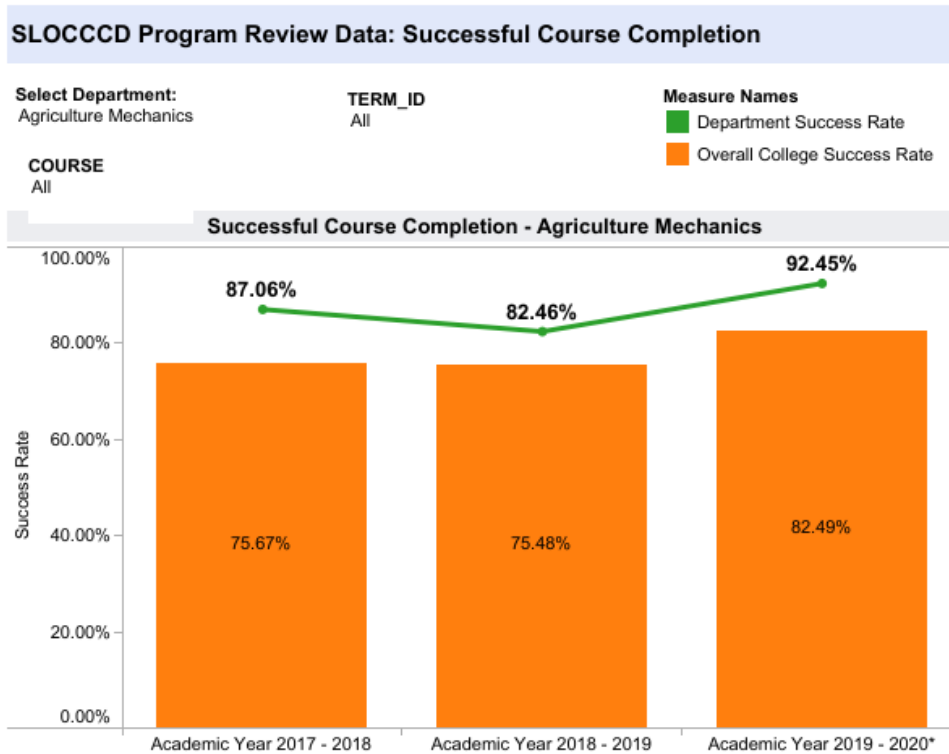 SLOCCCD Program Review Data: Successful Course Completion
Select Department:
Agriculture Mechanics
TERM_ID
All
Measure Names
Department Success Rate
Overall College Success Rate
COURSE
All
Successful Course Completion - Agriculture Mechanics
100.00%
80.00%
60.00%
40.00%
20.00%
0.00%
Success Rate
87.06%
82.46%
92.45%
75.67%
75.48%
82.49%
Academic Year 2017 - 2018
Academic Year 2018 - 2019
Academic Year 2019 - 2020*